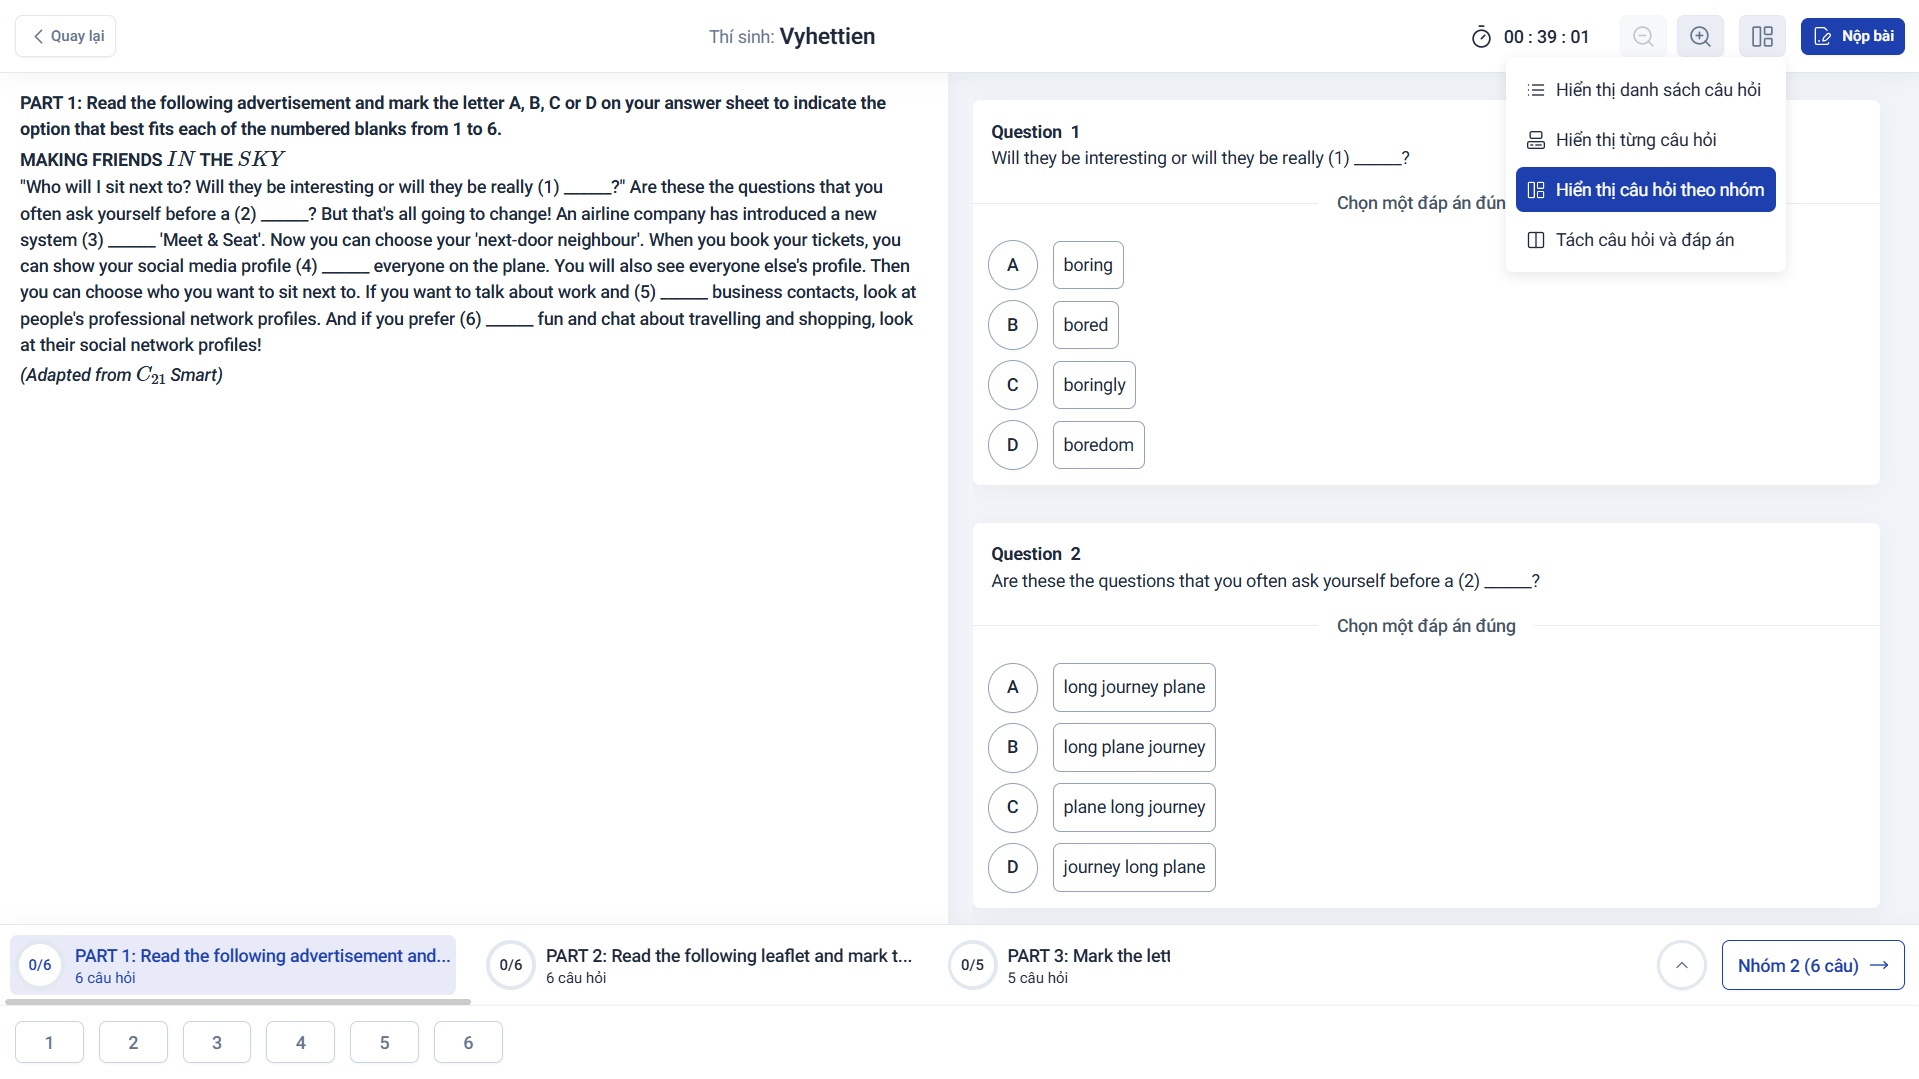 Quay lại
Thí sinh: Vyhettien
00 : 39 : 01
Nộp bài
Hiển thị danh sách câu hỏi
Hiển thị từng câu hỏi
Hiển thị câu hỏi theo nhóm
Tách câu hỏi và đáp án
PART 1: Read the following advertisement and mark the letter A, B, C or D on your answer sheet to indicate the
option that best fits each of the numbered blanks from 1 to 6.
MAKING FRIENDS IN THE SKY
"Who will I sit next to? Will they be interesting or will they be really (1) _____?" Are these the questions that you
often ask yourself before a (2) _____? But that's all going to change! An airline company has introduced a new
system (3) _____ 'Meet & Seat'. Now you can choose your 'next-door neighbour'. When you book your tickets, you
can show your social media profile (4) _____ everyone on the plane. You will also see everyone else's profile. Then
you can choose who you want to sit next to. If you want to talk about work and (5) _____ business contacts, look at
people's professional network profiles. And if you prefer (6) _____ fun and chat about travelling and shopping, look
at their social network profiles!
(Adapted from C21 Smart)
Question 1
Will they be interesting or will they be really (1) _____?
Chọn một đáp án đún
A boring
B bored
C boringly
D boredom
Question 2
Are these the questions that you often ask yourself before a (2) _____?
Chọn một đáp án đúng
A long journey plane
B long plane journey
C plane long journey
D journey long plane
0/6
PART 1: Read the following advertisement and...
6 câu hỏi
0/6
PART 2: Read the following leaflet and mark t...
6 câu hỏi
0/5
PART 3: Mark the lett
5 câu hỏi
Nhóm 2 (6 câu)
1 2 3 4 5 6